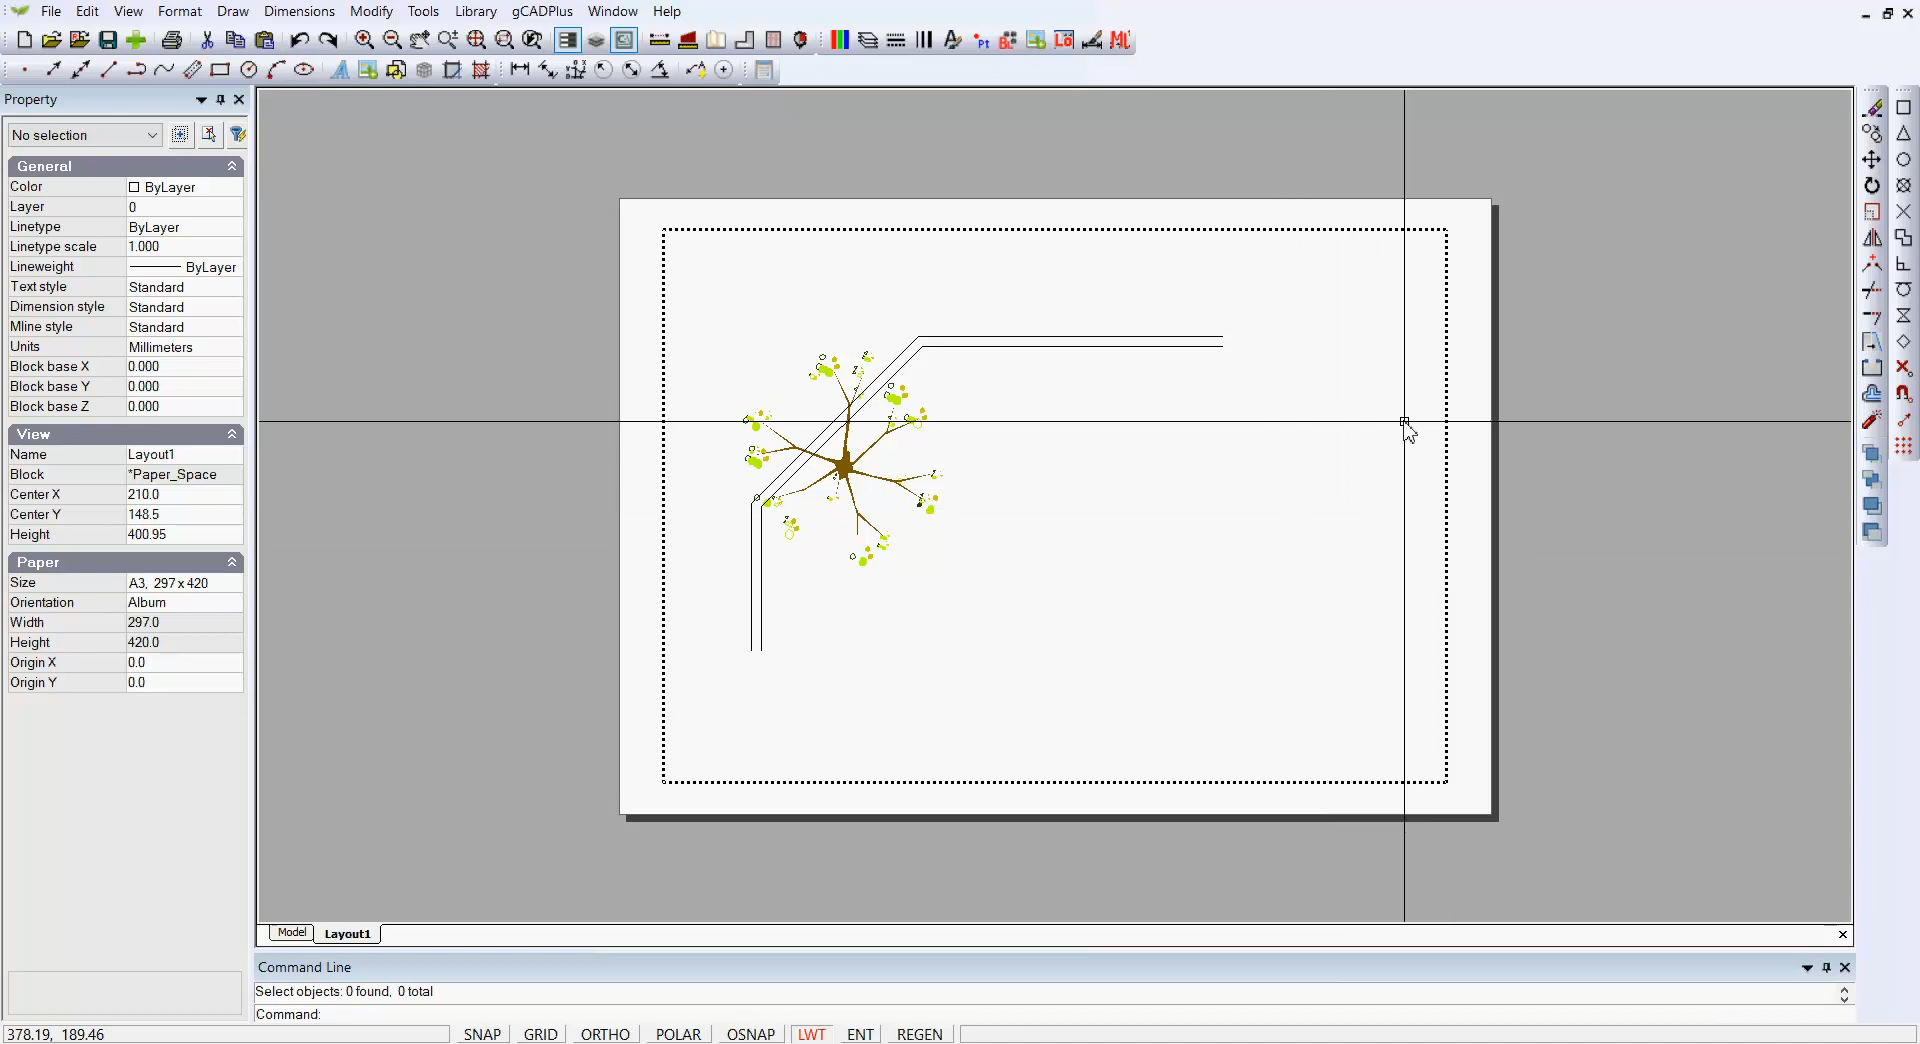 File Edit View Format Draw Dimensions Modify Tools Library gCADPlus Window Help
Property
No selection
General
Color ByLayer
Layer 0
Linetype ByLayer
Linetype scale 1.000
Lineweight ByLayer
Text style Standard
Dimension style Standard
Mline style Standard
Units Millimeters
Block base X 0.000
Block base Y 0.000
Block base Z 0.000
View
Name Layout1
Block *Paper_Space
Center X 210.0
Center Y 148.5
Height 400.95
Paper
Size A3, 297 x 420
Orientation Album
Width 297.0
Height 420.0
Origin X 0.0
Origin Y 0.0
Model Layout1
Command Line
Select objects: 0 found, 0 total
Command:
378.19, 189.46 SNAP GRID ORTHO POLAR OSNAP LWT ENT REGEN